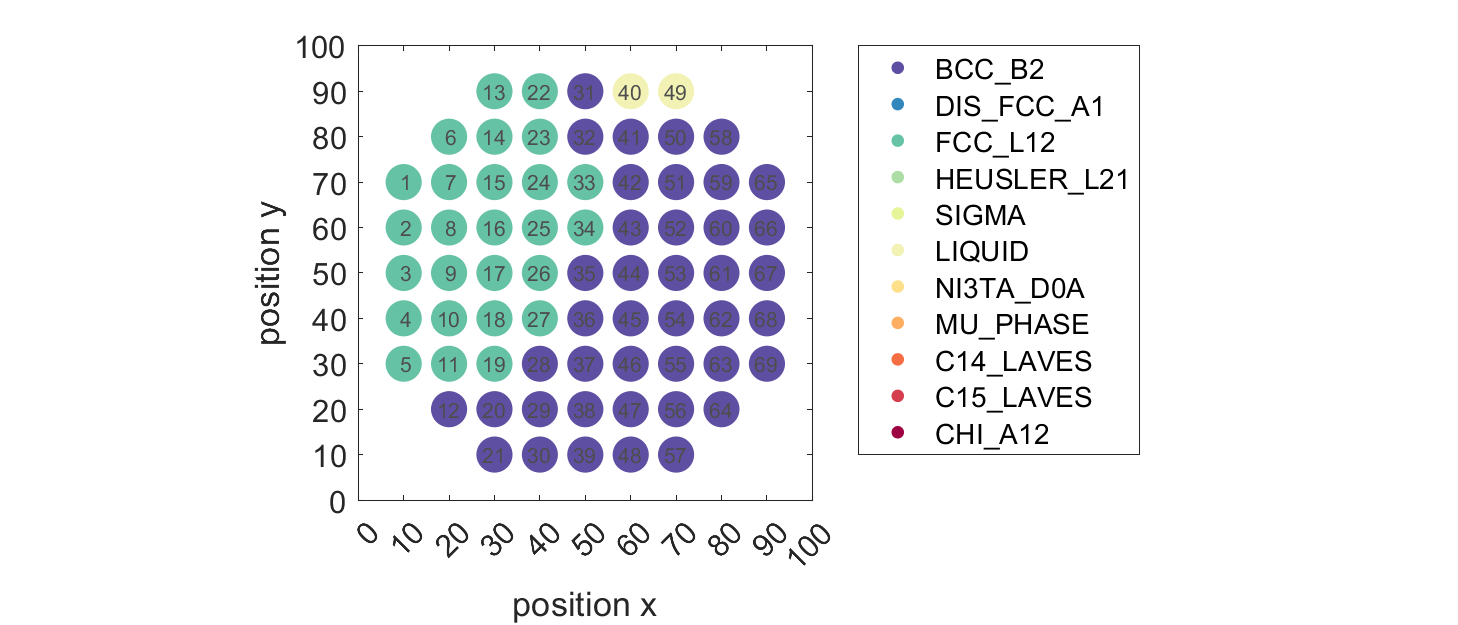 100
90
80
70
60
50
40
30
20
10
0
position y
13 22 31 40 49
6 14 23 32 41 50 58
1 7 15 24 33 42 51 59 65
2 8 16 25 34 43 52 60 66
3 9 17 26 35 44 53 61 67
4 10 18 27 36 45 54 62 68
5 11 19 28 37 46 55 63 69
12 20 29 38 47 56 64
21 30 39 48 57
0 10 20 30 40 50 60 70 80 90 100
position x
BCC_B2
DIS_FCC_A1
FCC_L12
HEUSLER_L21
SIGMA
LIQUID
NI3TA_D0A
MU_PHASE
C14_LAVES
C15_LAVES
CHI_A12